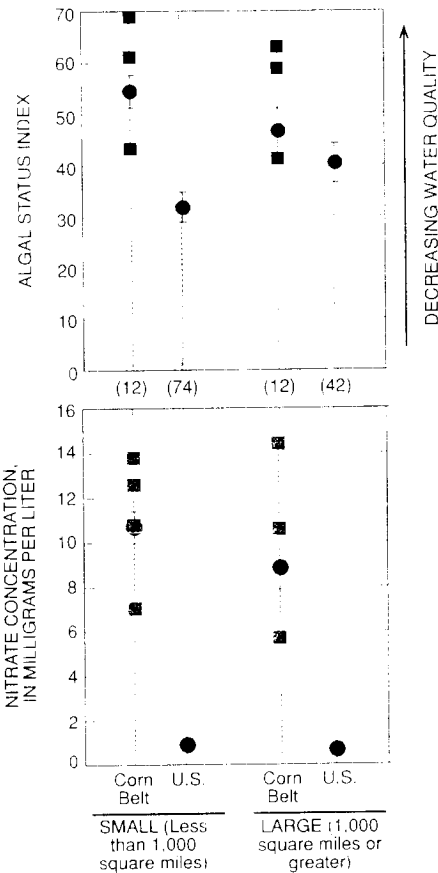 ALGAL STATUS INDEX
70
60
50
40
30
20
10
0
DECREASING WATER QUALITY
(12) (74) (12) (42)
NITRATE CONCENTRATION,
IN MILLIGRAMS PER LITER
16
14
12
10
8
6
4
2
0
Corn U.S. Corn U.S.
Belt Belt
SMALL (Less LARGE (1,000
than 1,000 square miles or
square miles) greater)